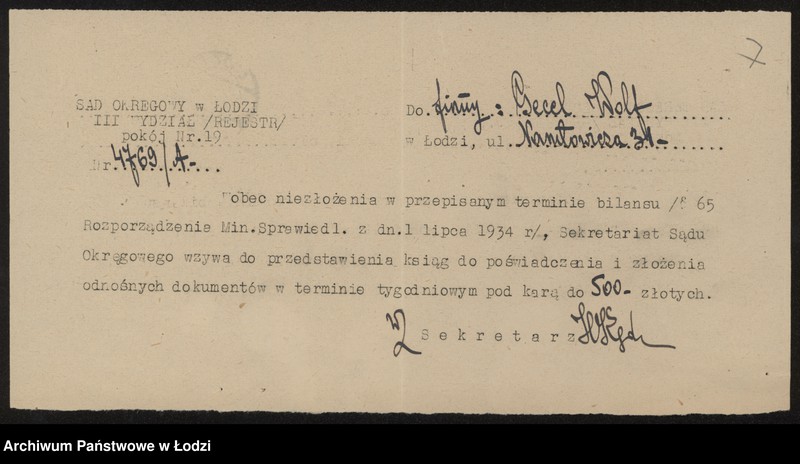 7
SĄD OKRĘGOWY w ŁODZI
III WYDZIAŁ /REJESTR/
pokój Nr.19
Nr. 4769/A-
Do firmy: Gecel Wolf
w Łodzi, ul. Narutowicza 31-
Wobec niezłożenia w przepisanym terminie bilansu /§ 65
Rozporządzenie Min.Sprawiedl. z dn.1 lipca 1934 r/, Sekretariat Sądu
Okręgowego wzywa do przedstawienia ksiąg do poświadczenia i złożenia
odnośnych dokumentów w terminie tygodniowym pod karą do 500- złotych.
Sekretarz
Archiwum Państwowe w Łodzi